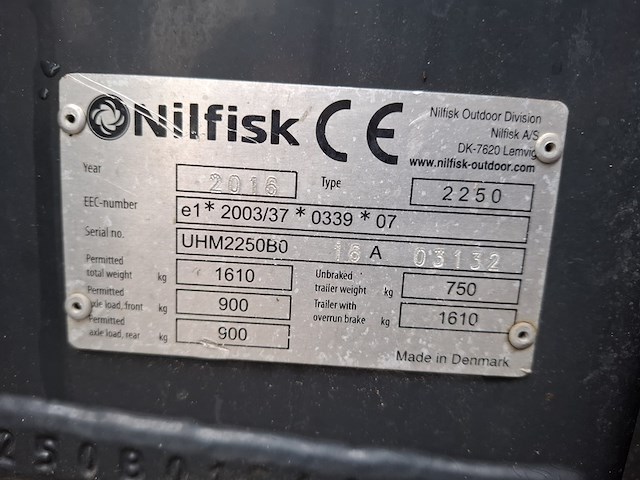 Nilfisk CE
Nilfisk Outdoor Division
Nilfisk A/S
DK-7620 Lemvig
www.nilfisk-outdoor.com
Year 2016 Type 2250
EEC-number e1* 2003/37 * 0339 * 07
Serial no. UHM2250B0 16 A 03132
Permitted total weight kg 1610 Unbraked trailer weight kg 750
Permitted axle load, front kg 900 Trailer with overrun brake kg 1610
Permitted axle load, rear kg 900
Made in Denmark
250B01